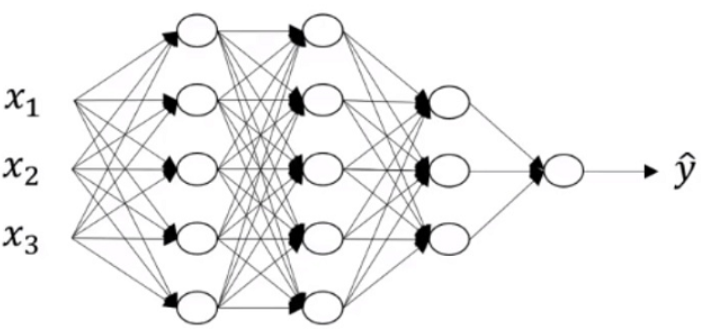 x₁
x₂
ŷ
x₃